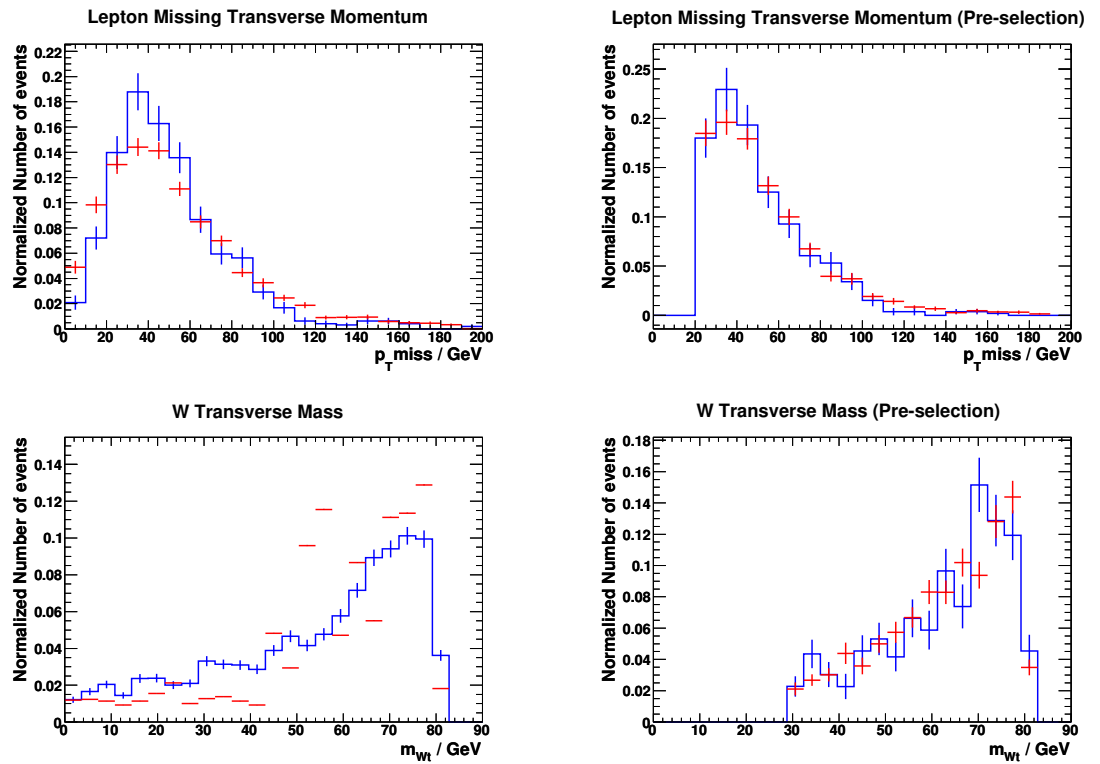 Lepton Missing Transverse Momentum
Normalized Number of events
0.22
0.2
0.18
0.16
0.14
0.12
0.1
0.08
0.06
0.04
0.02
0
0 20 40 60 80 100 120 140 160 180 200
p_T miss / GeV
Lepton Missing Transverse Momentum (Pre-selection)
Normalized Number of events
0.25
0.2
0.15
0.1
0.05
0
0 20 40 60 80 100 120 140 160 180 200
p_T miss / GeV
W Transverse Mass
Normalized Number of events
0.14
0.12
0.1
0.08
0.06
0.04
0.02
0
0 10 20 30 40 50 60 70 80 90
m_Wt / GeV
W Transverse Mass (Pre-selection)
Normalized Number of events
0.18
0.16
0.14
0.12
0.1
0.08
0.06
0.04
0.02
0
0 10 20 30 40 50 60 70 80 90
m_Wt / GeV